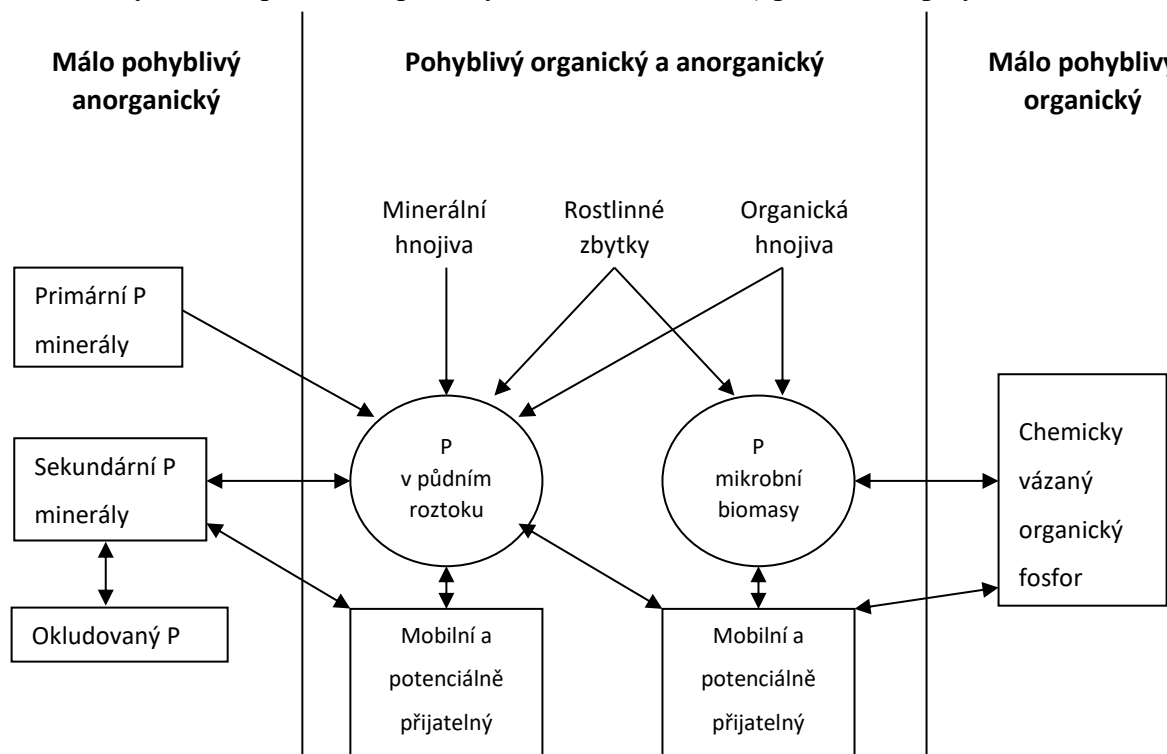 Málo pohyblivý
anorganický
Pohyblivý organický a anorganický
Málo pohyblivý
organický
Minerální
hnojiva
Rostlinné
zbytky
Organická
hnojiva
Primární P
minerály
Sekundární P
minerály
Okludovaný P
P
v půdním
roztoku
P
mikrobní
biomasy
Mobilní a
potenciálně
přijatelný
Mobilní a
potenciálně
přijatelný
Chemicky
vázaný
organický
fosfor